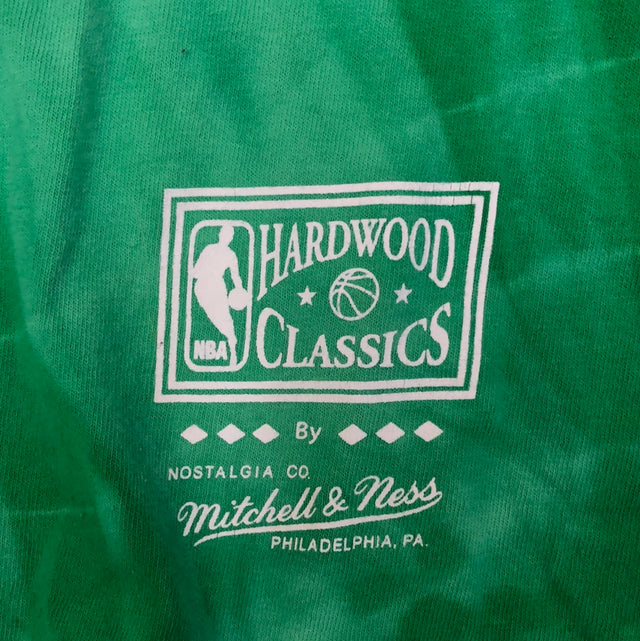 HARDWOOD
CLASSICS
NBA
By
NOSTALGIA CO.
Mitchell & Ness
PHILADELPHIA, PA.